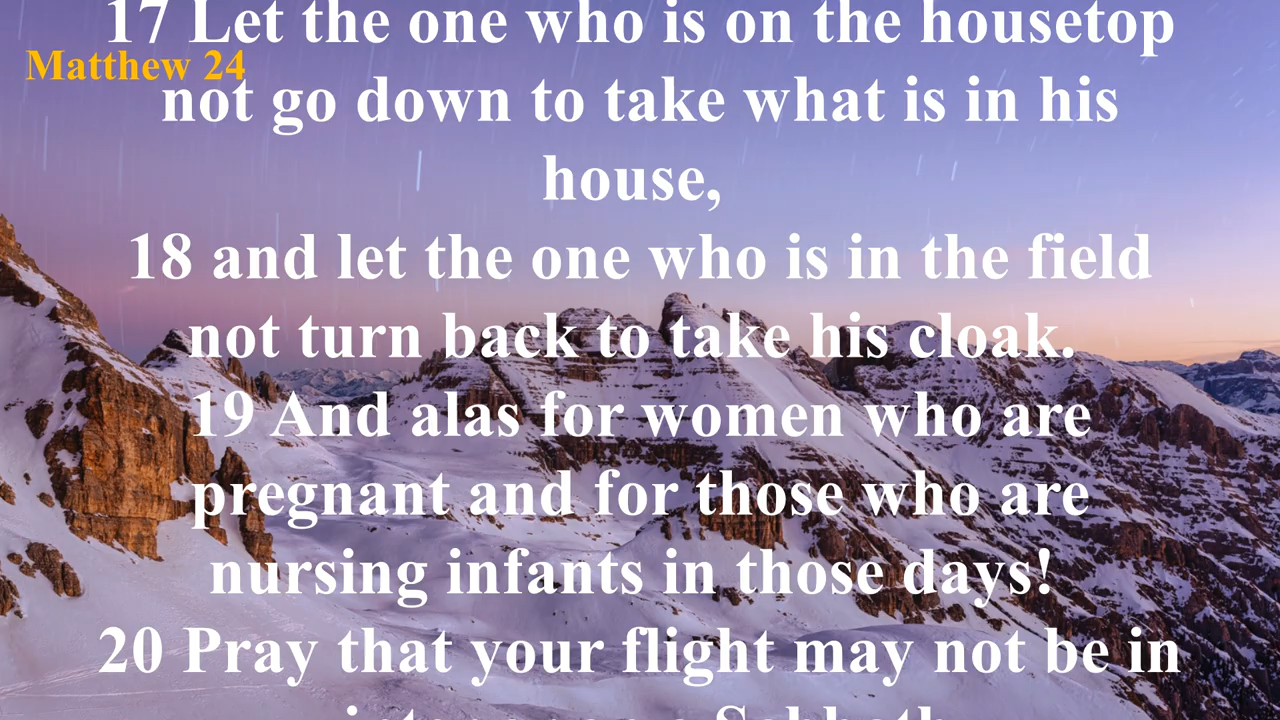 17 Let the one who is on the housetop
Matthew 24
not go down to take what is in his
house,
18 and let the one who is in the field
not turn back to take his cloak.
19 And alas for women who are
pregnant and for those who are
nursing infants in those days!
20 Pray that your flight may not be in
Sabbath